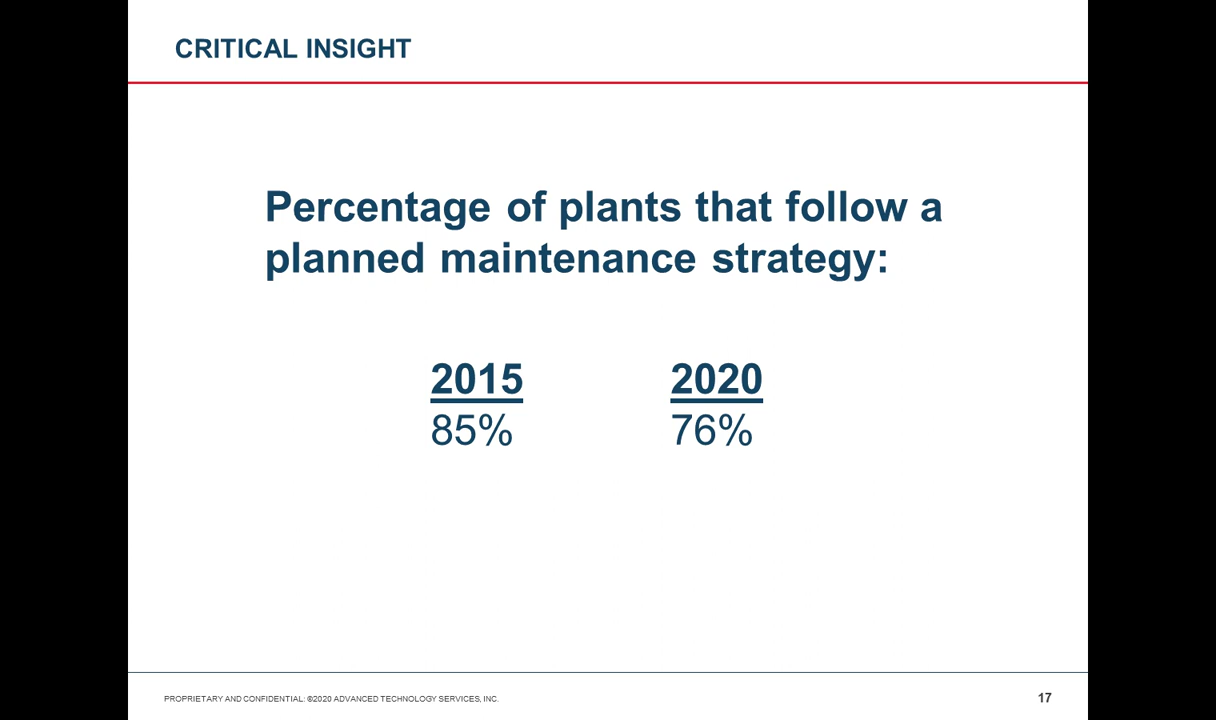 CRITICAL INSIGHT
Percentage of plants that follow a
planned maintenance strategy:
2015 2020
85% 76%
PROPRIETARY AND CONFIDENTIAL: ©2020 ADVANCED TECHNOLOGY SERVICES, INC.
17